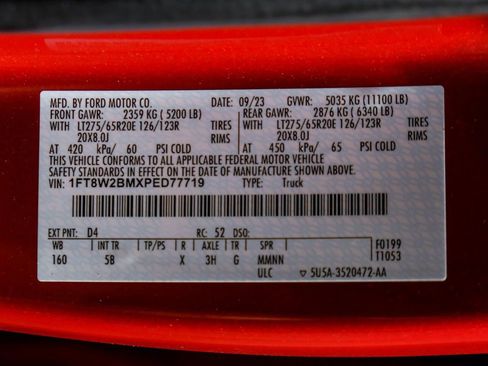 MFD. BY FORD MOTOR CO. 09/23 GVWR: 5035 KG (11100 LB)
FRONT GAWR: 2359 KG ( 5200 LB) REAR GAWR: 2876 KG ( 6340 LB)
WITH LT275/65R20E 126/123R TIRES WITH LT275/65R20E 126/123R TIRES
20X8.0J RIMS 20X8.0J RIMS
AT 420 kPa/ 60 PSI COLD AT 450 kPa/ 65 PSI COLD
THIS VEHICLE CONFORMS TO ALL APPLICABLE FEDERAL MOTOR VEHICLE
SAFETY STANDARDS IN EFFECT ON THE DATE OF MANUFACTURE SHOWN ABOVE.
VIN: 1FT8W2BMXPED77719 TYPE: Truck
EXT PNT: D4 RC: 52
WB INT TR TP/PS R AXLE TR SPR F0199
160 5B X 3H G MMNN T1053
ULC ▽ 5U5A-3520472-AA